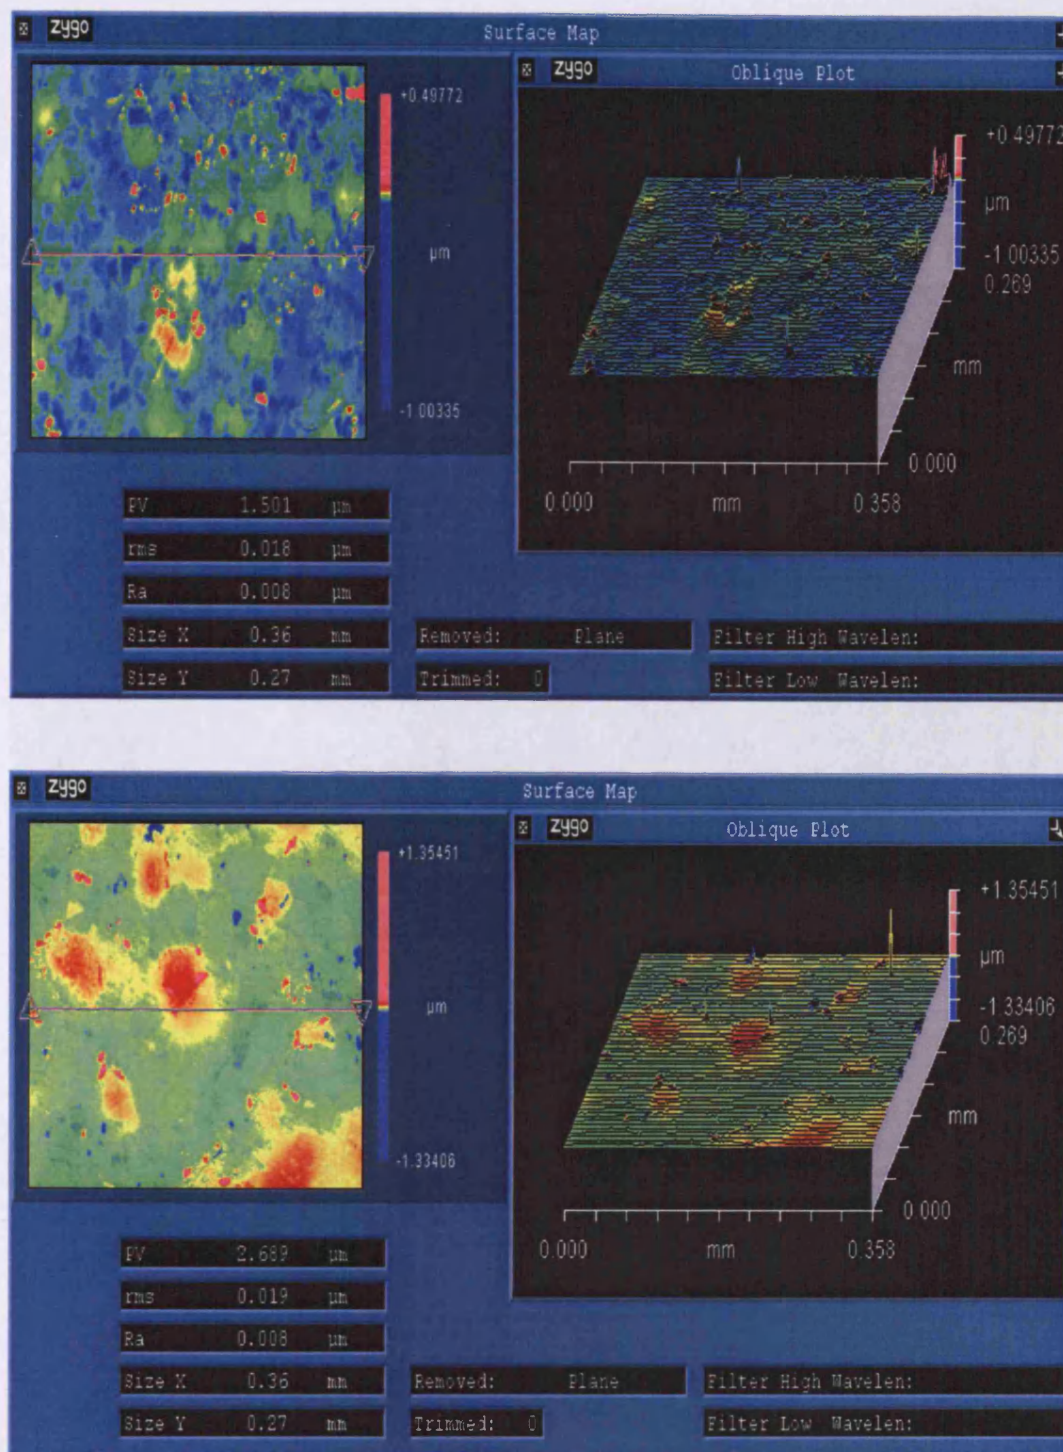 zygo Surface Map
zygo Oblique Plot
+0.49772
µm
-1.00335
+0.49772
µm
-1.00335
0.269
mm
0.000
0.000 mm 0.358
PV 1.501 µm
rms 0.018 µm
Ra 0.008 µm
Size X 0.36 mm
Size Y 0.27 mm
Removed: Plane
Trimmed: 0
Filter High Wavelen:
Filter Low Wavelen:
zygo Surface Map
zygo Oblique Plot
+1.35451
µm
-1.33406
+1.35451
µm
-1.33406
0.269
mm
0.000
0.000 mm 0.358
PV 2.689 µm
rms 0.019 µm
Ra 0.008 µm
Size X 0.36 mm
Size Y 0.27 mm
Removed: Plane
Trimmed: 0
Filter High Wavelen:
Filter Low Wavelen: